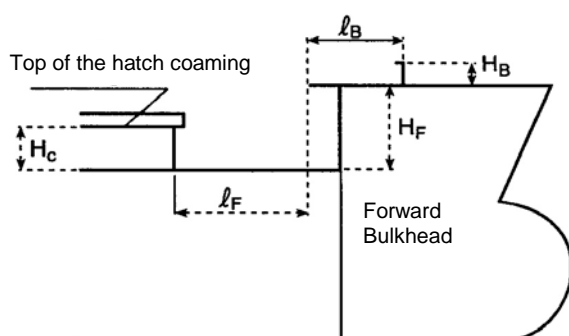 ℓB
HB
Top of the hatch coaming
HF
Hc
ℓF
Forward
Bulkhead